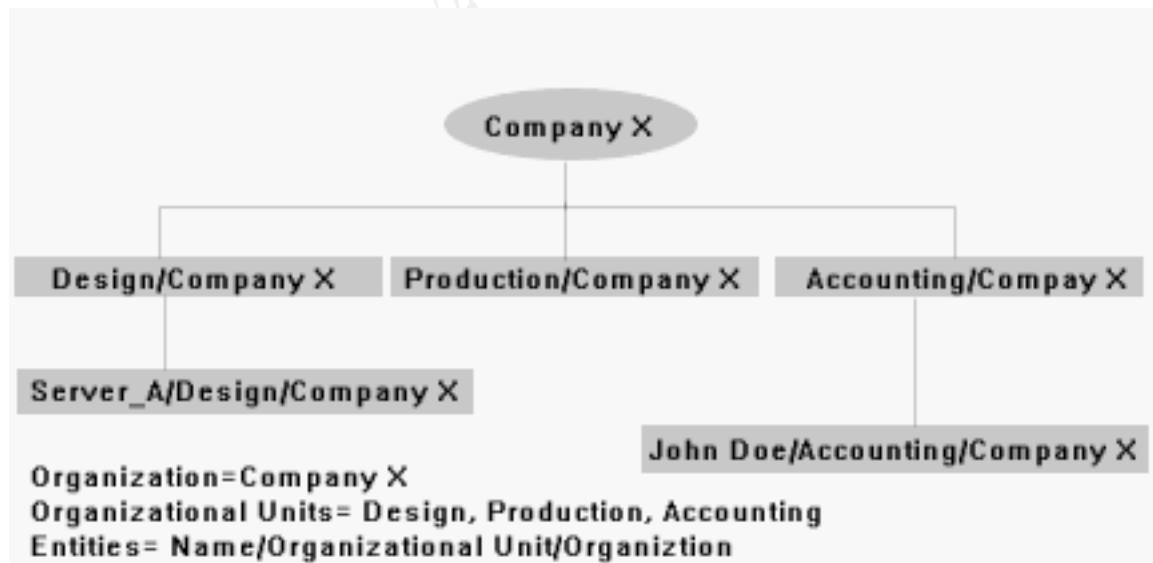 Company X
Design/Company X
Production/Company X
Accounting/Compay X
Server_A/Design/Company X
John Doe/Accounting/Company X
Organization=Company X
Organizational Units= Design, Production, Accounting
Entities= Name/Organizational Unit/Organiztion